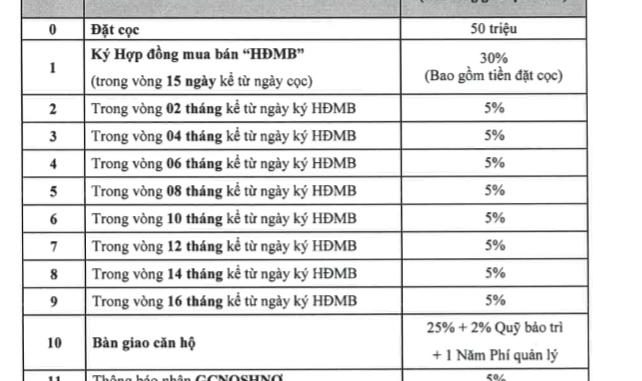 0 Đặt cọc 50 triệu
1 Ký Hợp đồng mua bán “HĐMB” 30%
(trong vòng 15 ngày kể từ ngày cọc) (Bao gồm tiền đặt cọc)
2 Trong vòng 02 tháng kể từ ngày ký HĐMB 5%
3 Trong vòng 04 tháng kể từ ngày ký HĐMB 5%
4 Trong vòng 06 tháng kể từ ngày ký HĐMB 5%
5 Trong vòng 08 tháng kể từ ngày ký HĐMB 5%
6 Trong vòng 10 tháng kể từ ngày ký HĐMB 5%
7 Trong vòng 12 tháng kể từ ngày ký HĐMB 5%
8 Trong vòng 14 tháng kể từ ngày ký HĐMB 5%
9 Trong vòng 16 tháng kể từ ngày ký HĐMB 5%
10 Bàn giao căn hộ 25% + 2% Quỹ bảo trì
+ 1 Năm Phí quản lý
11 Thông báo nhận GCNQSHNƠ 5%